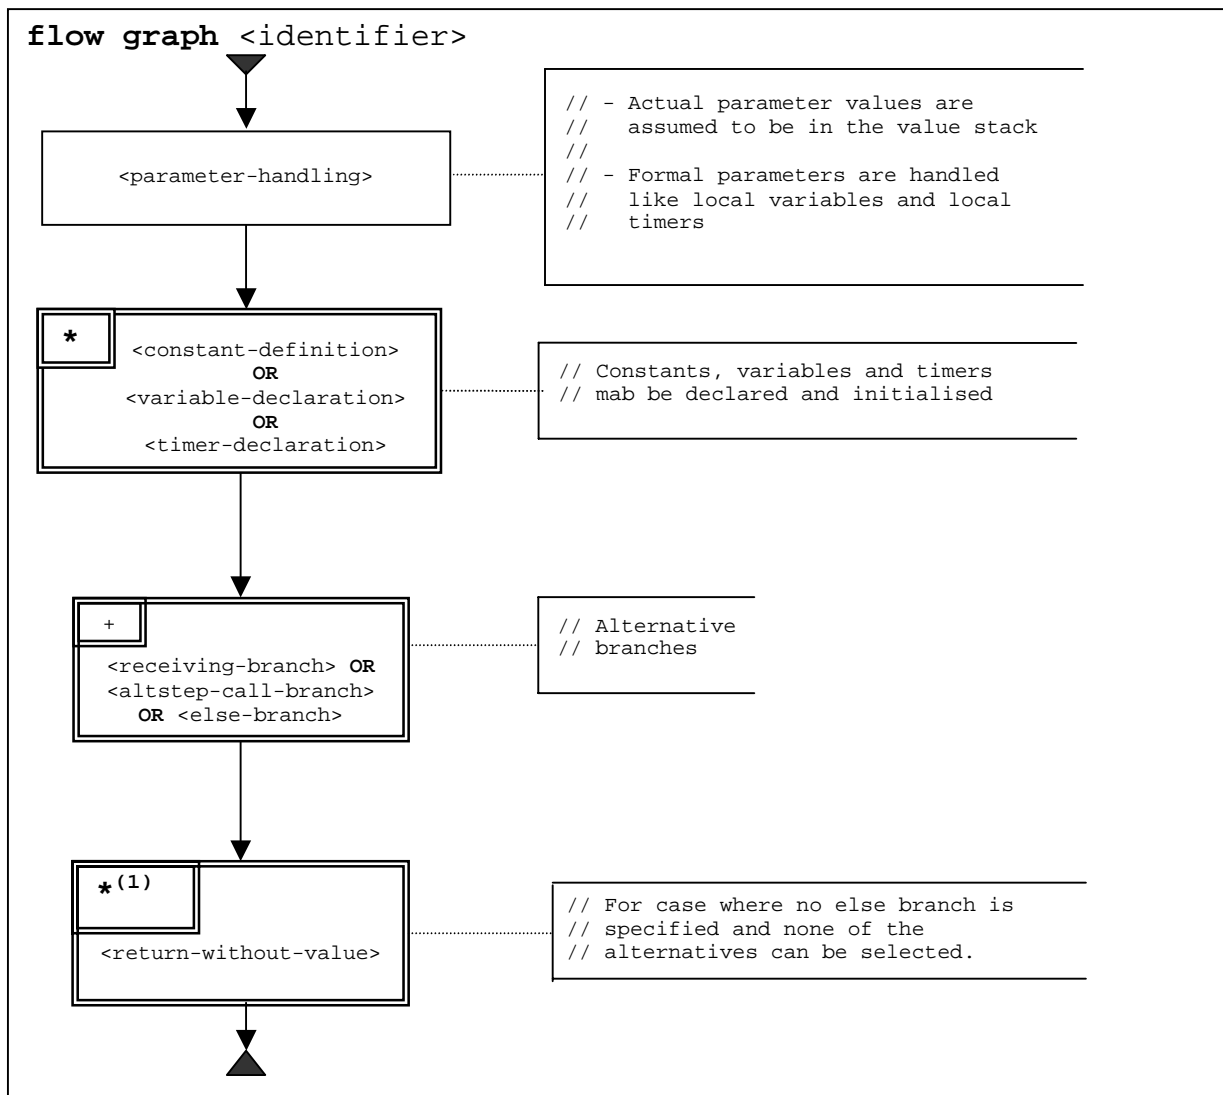 flow graph <identifier>
<parameter-handling>
// - Actual parameter values are
//   assumed to be in the value stack
//
// - Formal parameters are handled
//   like local variables and local
//   timers
*
<constant-definition>
OR
<variable-declaration>
OR
<timer-declaration>
// Constants, variables and timers
// mab be declared and initialised
+
<receiving-branch> OR
<altstep-call-branch>
OR <else-branch>
// Alternative
// branches
*(1)
<return-without-value>
// For case where no else branch is
// specified and none of the
// alternatives can be selected.